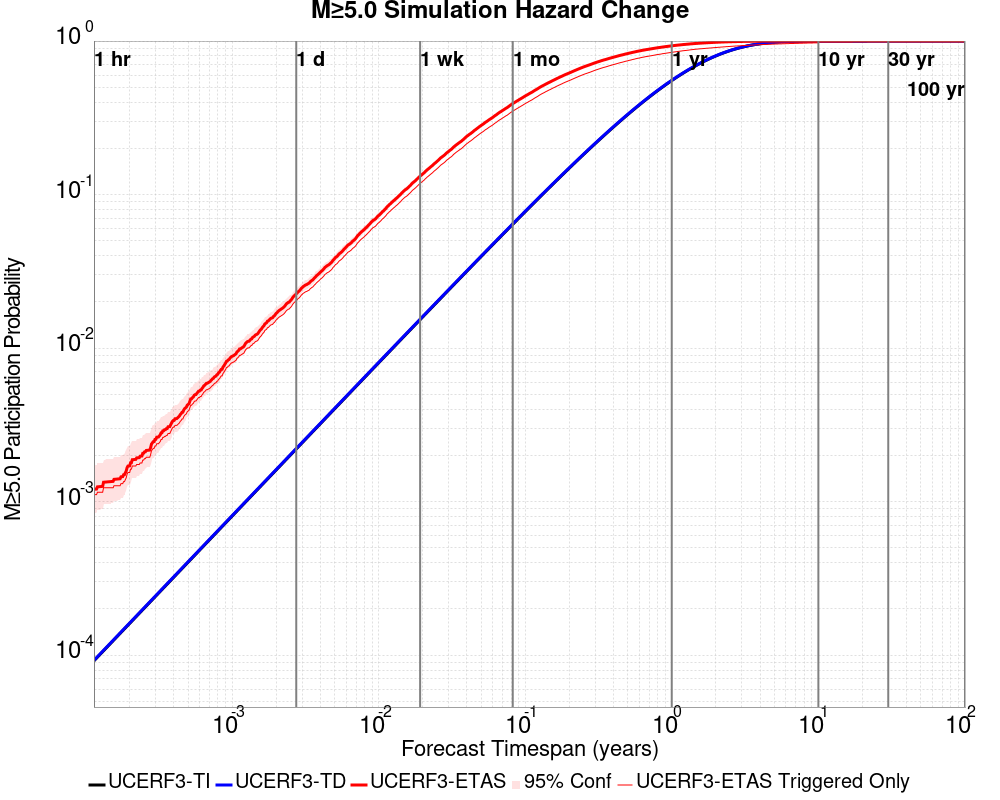 M≥5.0 Simulation Hazard Change
10^0
10^-1
10^-2
10^-3
10^-4
M≥5.0 Participation Probability
1 hr
1 d
1 wk
1 mo
1 yr
10 yr
30 yr
100 yr
10^-3
10^-2
10^-1
10^0
10^1
10^2
Forecast Timespan (years)
UCERF3-TI UCERF3-TD UCERF3-ETAS 95% Conf UCERF3-ETAS Triggered Only